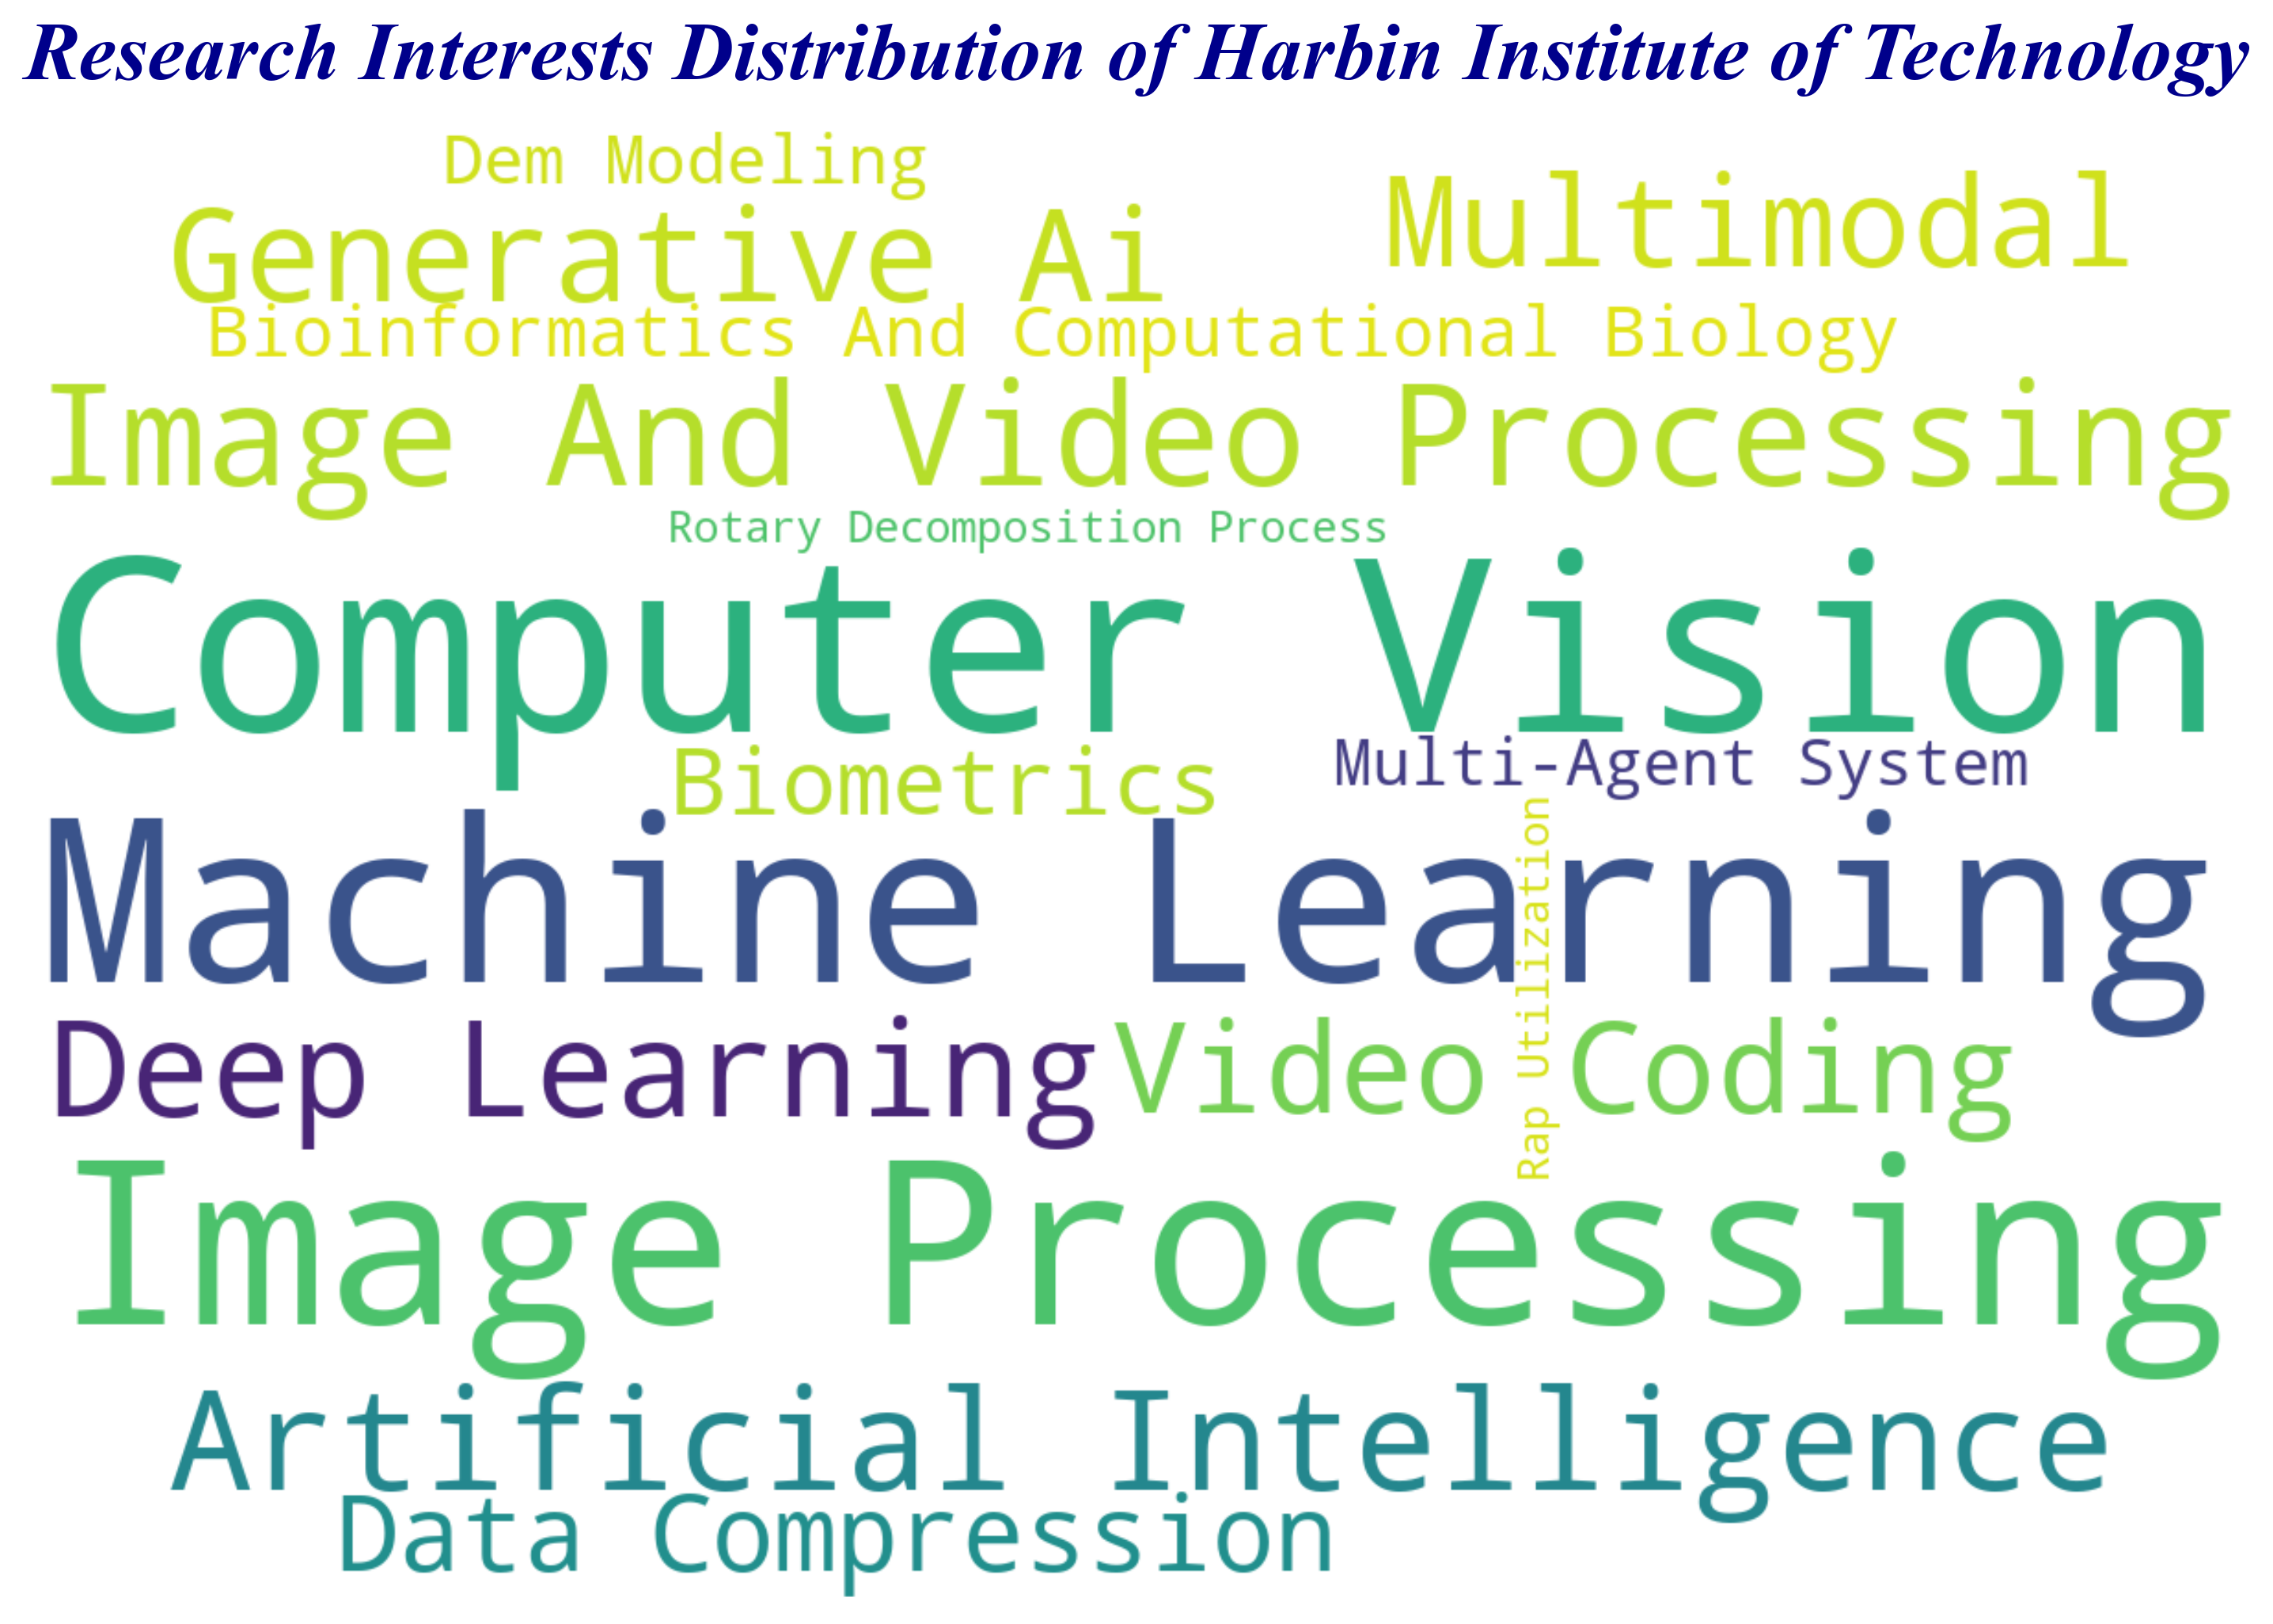 Research Interests Distribution of Harbin Institute of Technology
Dem Modeling
Multimodal
Generative Ai
Bioinformatics And Computational Biology
Image And Video Processing
Rotary Decomposition Process
Computer Vision
Biometrics
Multi-Agent System
Machine Learning
Rap Utilization
Deep Learning
Video Coding
Image Processing
Artificial Intelligence
Data Compression